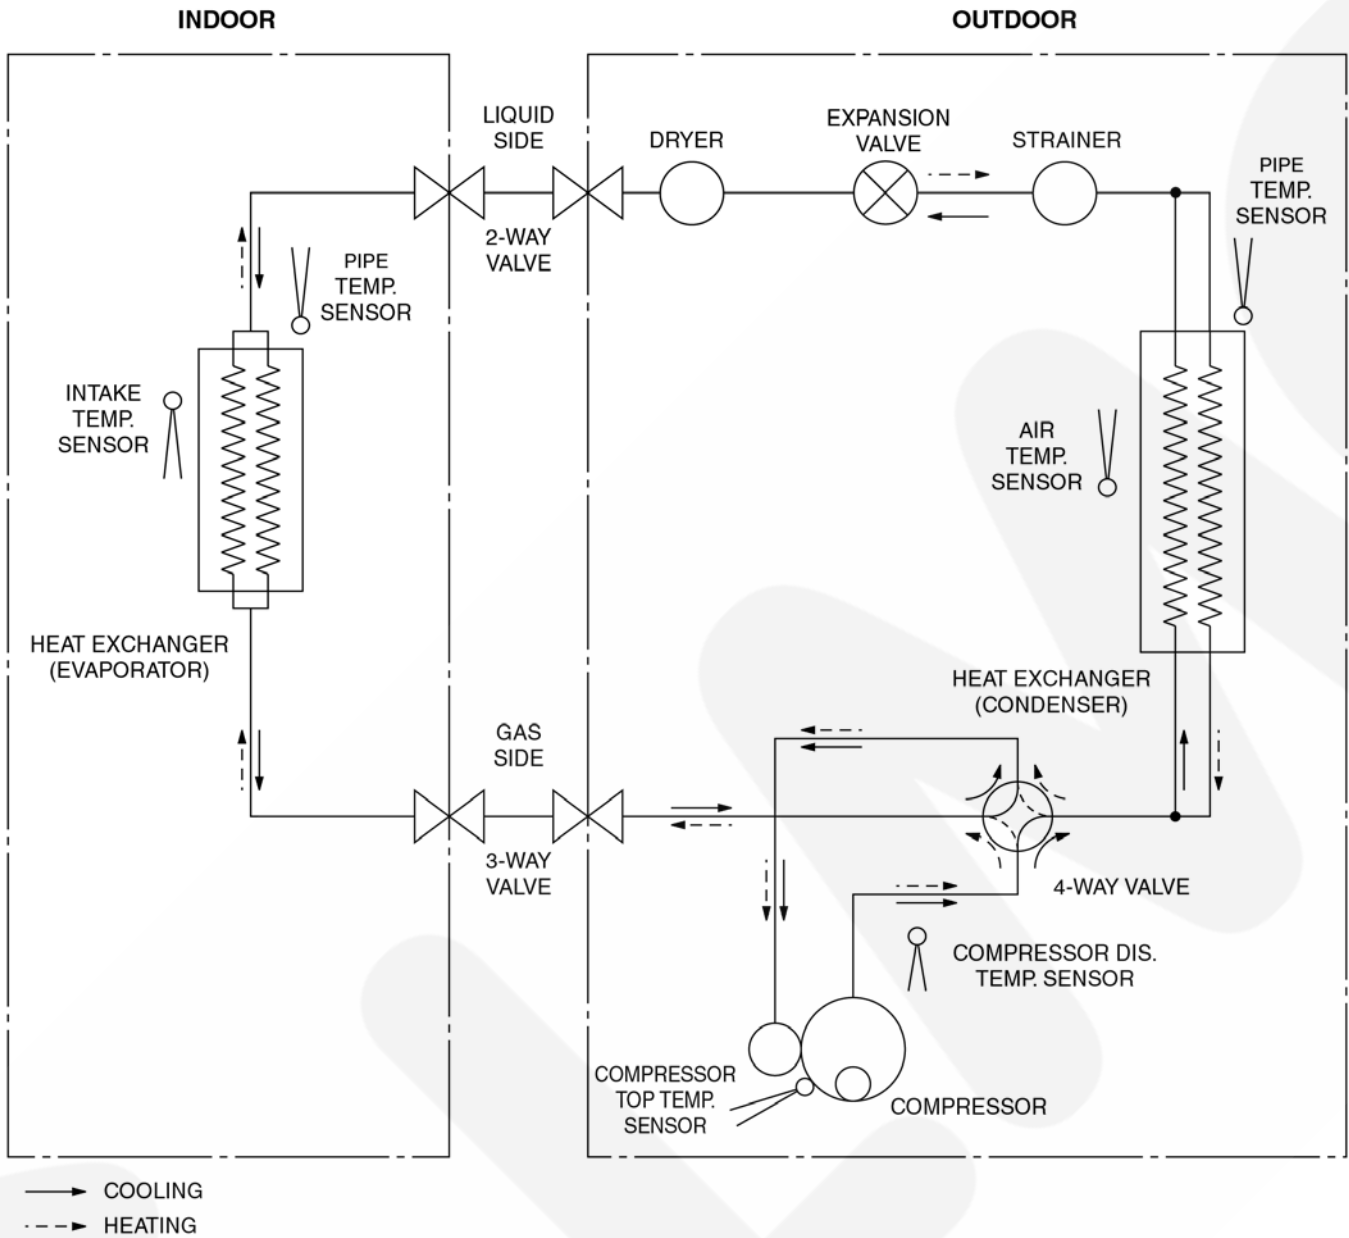 INDOOR
OUTDOOR
LIQUID
SIDE
DRYER
EXPANSION
VALVE
STRAINER
PIPE
TEMP.
SENSOR
2-WAY
VALVE
PIPE
TEMP.
SENSOR
INTAKE
TEMP.
SENSOR
AIR
TEMP.
SENSOR
HEAT EXCHANGER
(EVAPORATOR)
HEAT EXCHANGER
(CONDENSER)
GAS
SIDE
3-WAY
VALVE
4-WAY VALVE
COMPRESSOR DIS.
TEMP. SENSOR
COMPRESSOR
TOP TEMP.
SENSOR
COMPRESSOR
COOLING
HEATING